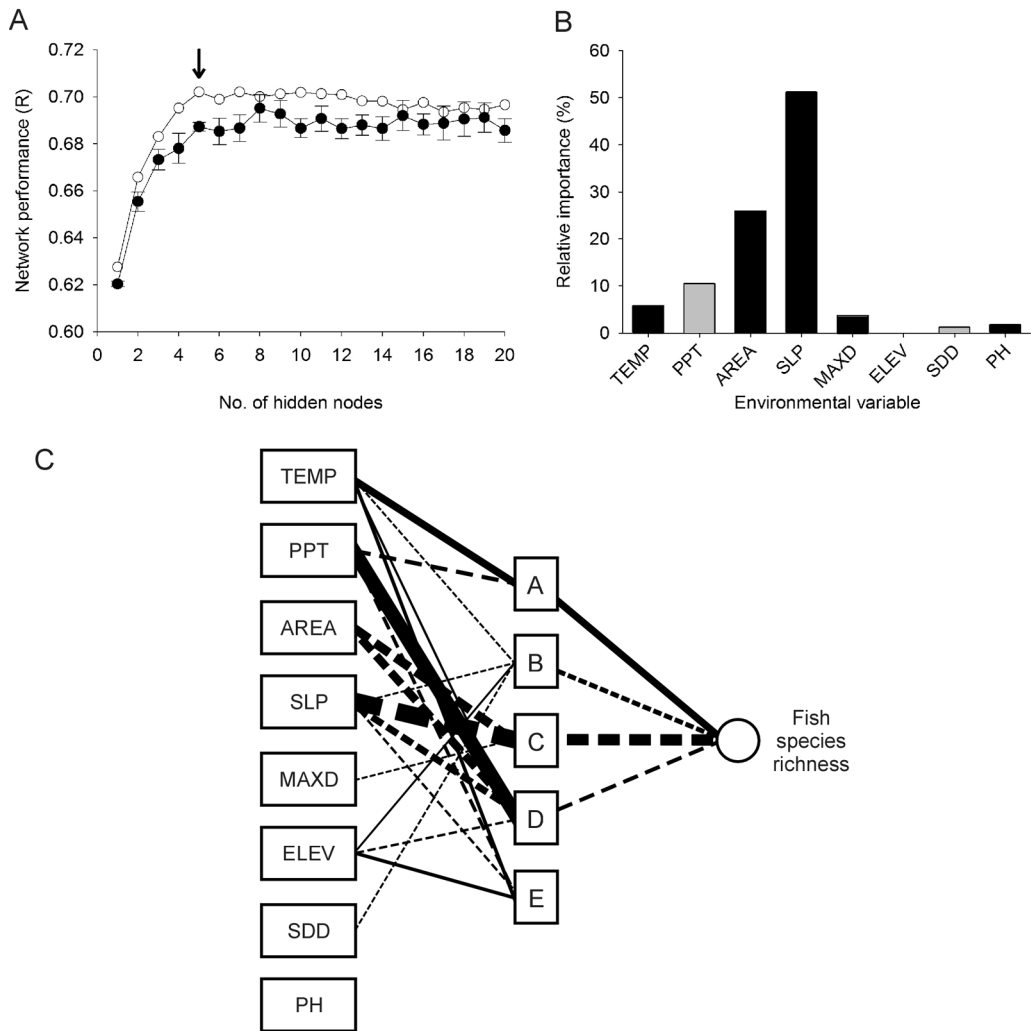 A
0.72
0.70
0.68
0.66
0.64
0.62
0.60
Network performance (R)
0 2 4 6 8 10 12 14 16 18 20
No. of hidden nodes
B
60
50
40
30
20
10
0
Relative importance (%)
TEMP PPT AREA SLP MAXD ELEV SDD PH
Environmental variable
C
TEMP
PPT
AREA
SLP
MAXD
ELEV
SDD
PH
A
B
C
D
E
Fish
species
richness